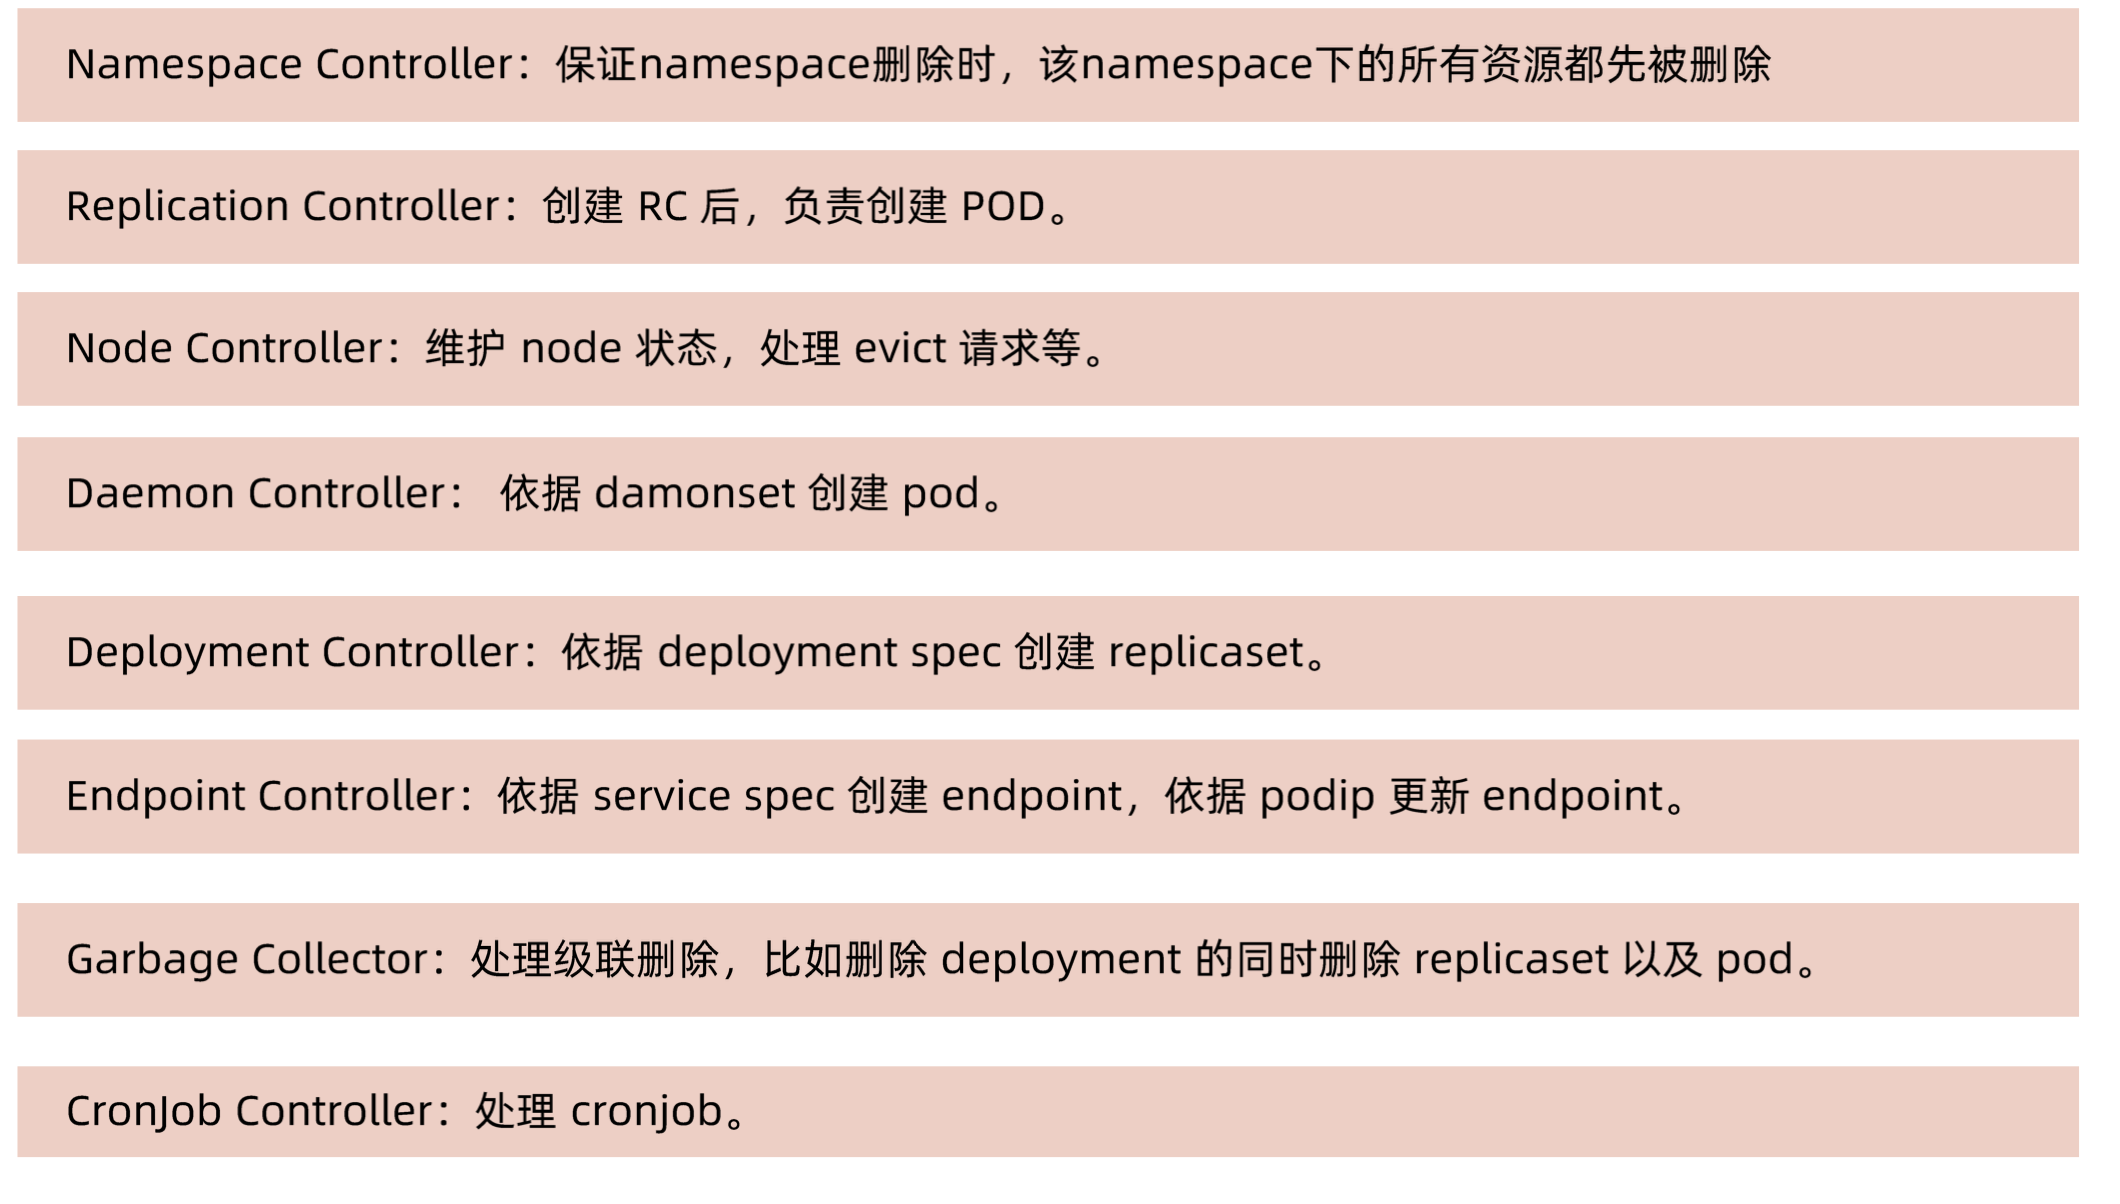 Namespace Controller：保证namespace删除时，该namespace下的所有资源都先被删除
Replication Controller：创建 RC 后，负责创建 POD。
Node Controller：维护 node 状态，处理 evict 请求等。
Daemon Controller： 依据 damonset 创建 pod。
Deployment Controller：依据 deployment spec 创建 replicaset。
Endpoint Controller：依据 service spec 创建 endpoint，依据 podip 更新 endpoint。
Garbage Collector：处理级联删除，比如删除 deployment 的同时删除 replicaset 以及 pod。
CronJob Controller：处理 cronjob。